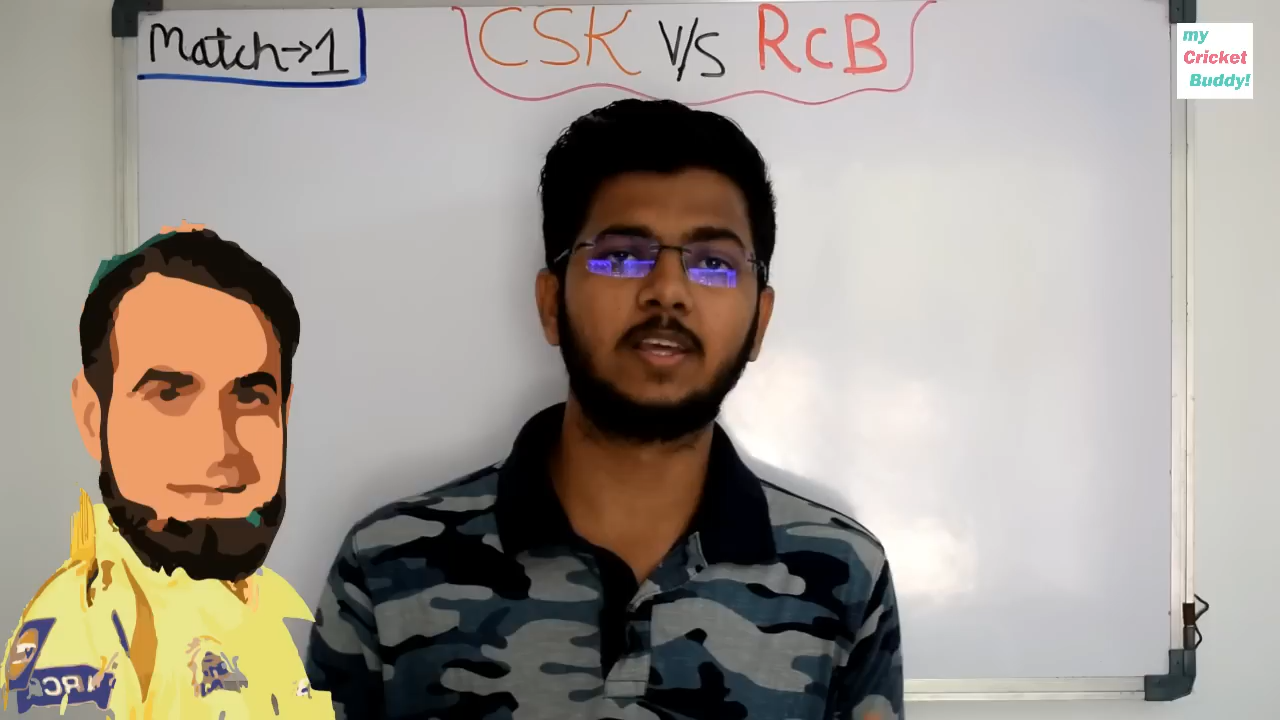 Match→1
CSK v/s RCB
my
Cricket
Buddy!